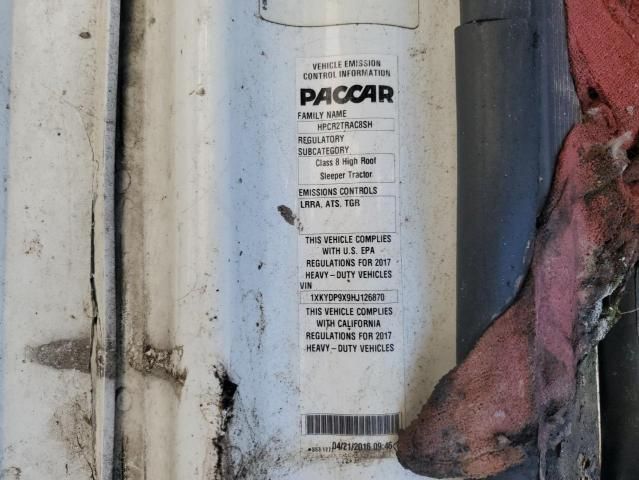 VEHICLE EMISSION
CONTROL INFORMATION
PACCAR
FAMILY NAME
HPCR2TRAC8SH
REGULATORY
SUBCATEGORY
Class 8 High Roof
Sleeper Tractor
EMISSIONS CONTROLS
LRRA, ATS, TGR
THIS VEHICLE COMPLIES
WITH U.S. EPA
REGULATIONS FOR 2017
HEAVY – DUTY VEHICLES
VIN
1XKYDP9X9HJ126870
THIS VEHICLE COMPLIES
WITH CALIFORNIA
REGULATIONS FOR 2017
HEAVY – DUTY VEHICLES
04/21/2016 09:45